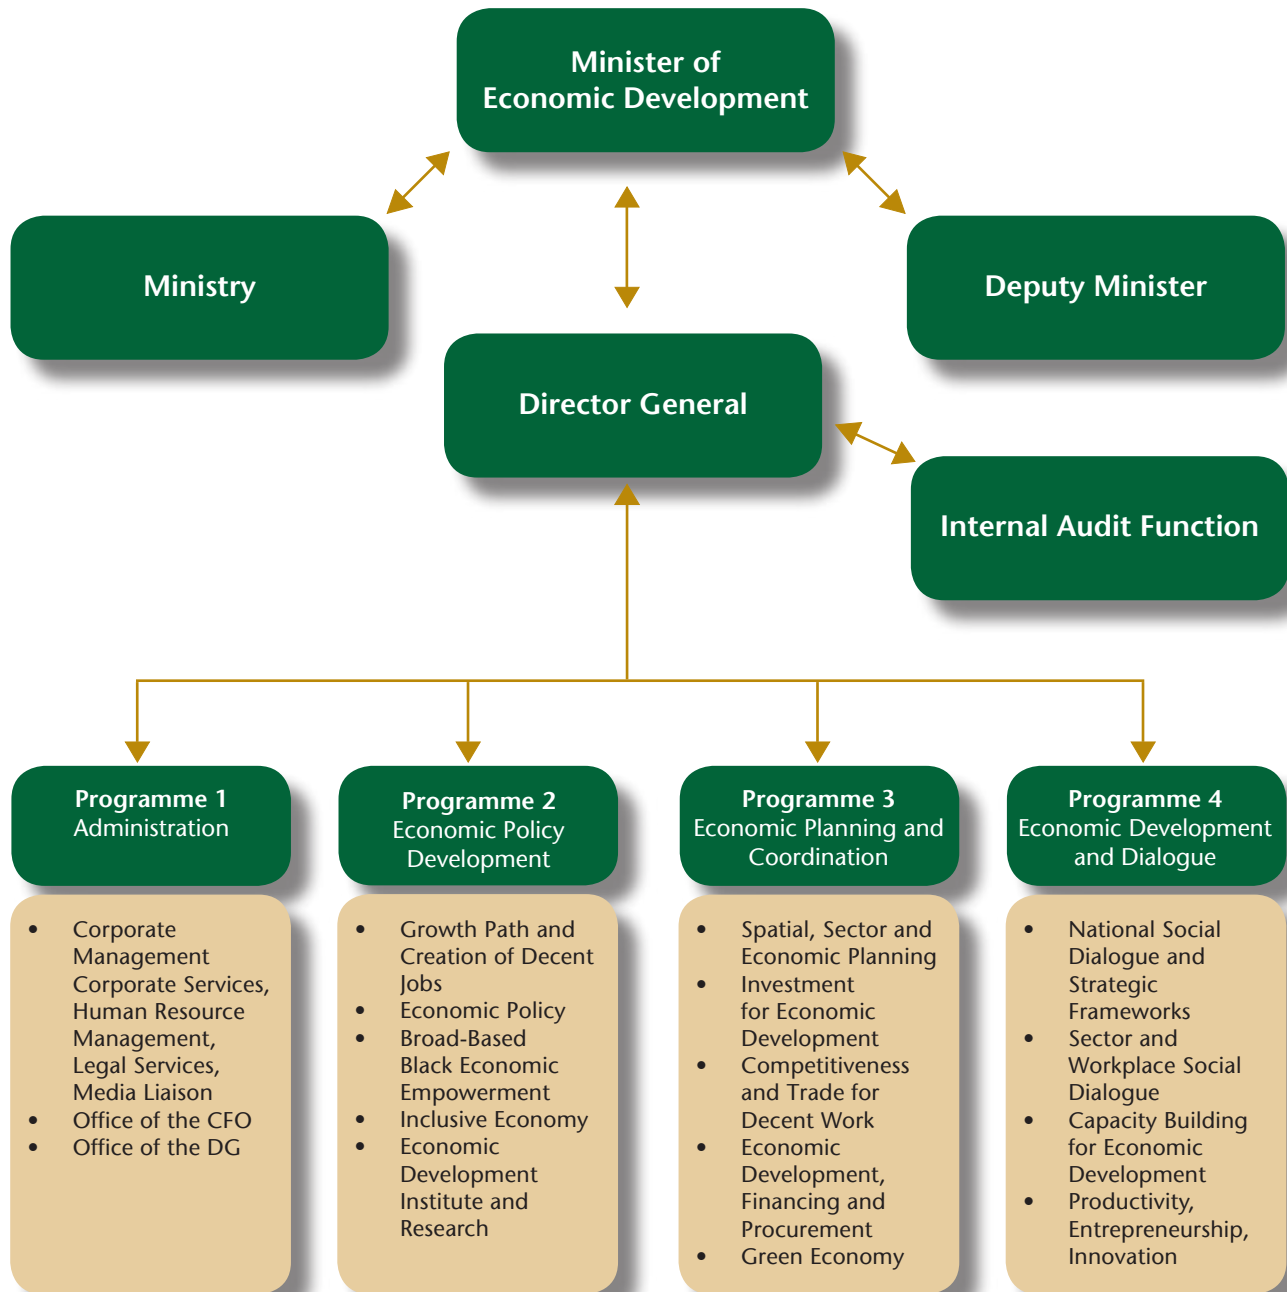 Minister of
Economic Development
Ministry
Deputy Minister
Director General
Internal Audit Function
Programme 1
Administration
• Corporate
Management
Corporate Services,
Human Resource
Management,
Legal Services,
Media Liaison
• Office of the CFO
• Office of the DG
Programme 2
Economic Policy
Development
• Growth Path and
Creation of Decent
Jobs
• Economic Policy
• Broad-Based
Black Economic
Empowerment
• Inclusive Economy
• Economic
Development
Institute and
Research
Programme 3
Economic Planning and
Coordination
• Spatial, Sector and
Economic Planning
• Investment
for Economic
Development
• Competitiveness
and Trade for
Decent Work
• Economic
Development,
Financing and
Procurement
• Green Economy
Programme 4
Economic Development
and Dialogue
• National Social
Dialogue and
Strategic
Frameworks
• Sector and
Workplace Social
Dialogue
• Capacity Building
for Economic
Development
• Productivity,
Entrepreneurship,
Innovation